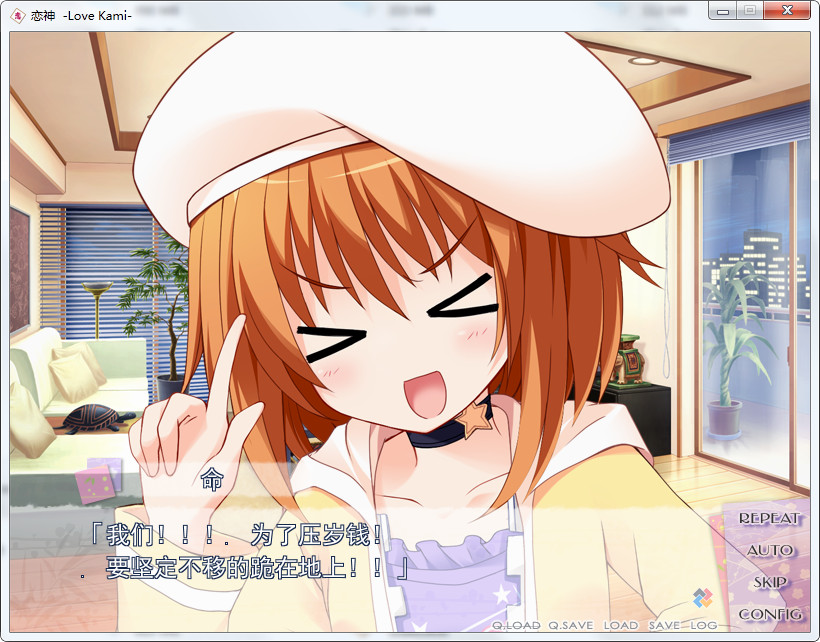 恋神 -Love Kami-
命
「我们！！！． 为了压岁钱！
． 要坚定不移的跪在地上！！」
REPEAT
AUTO
SKIP
CONFIG
Q.LOAD Q.SAVE LOAD SAVE LOG